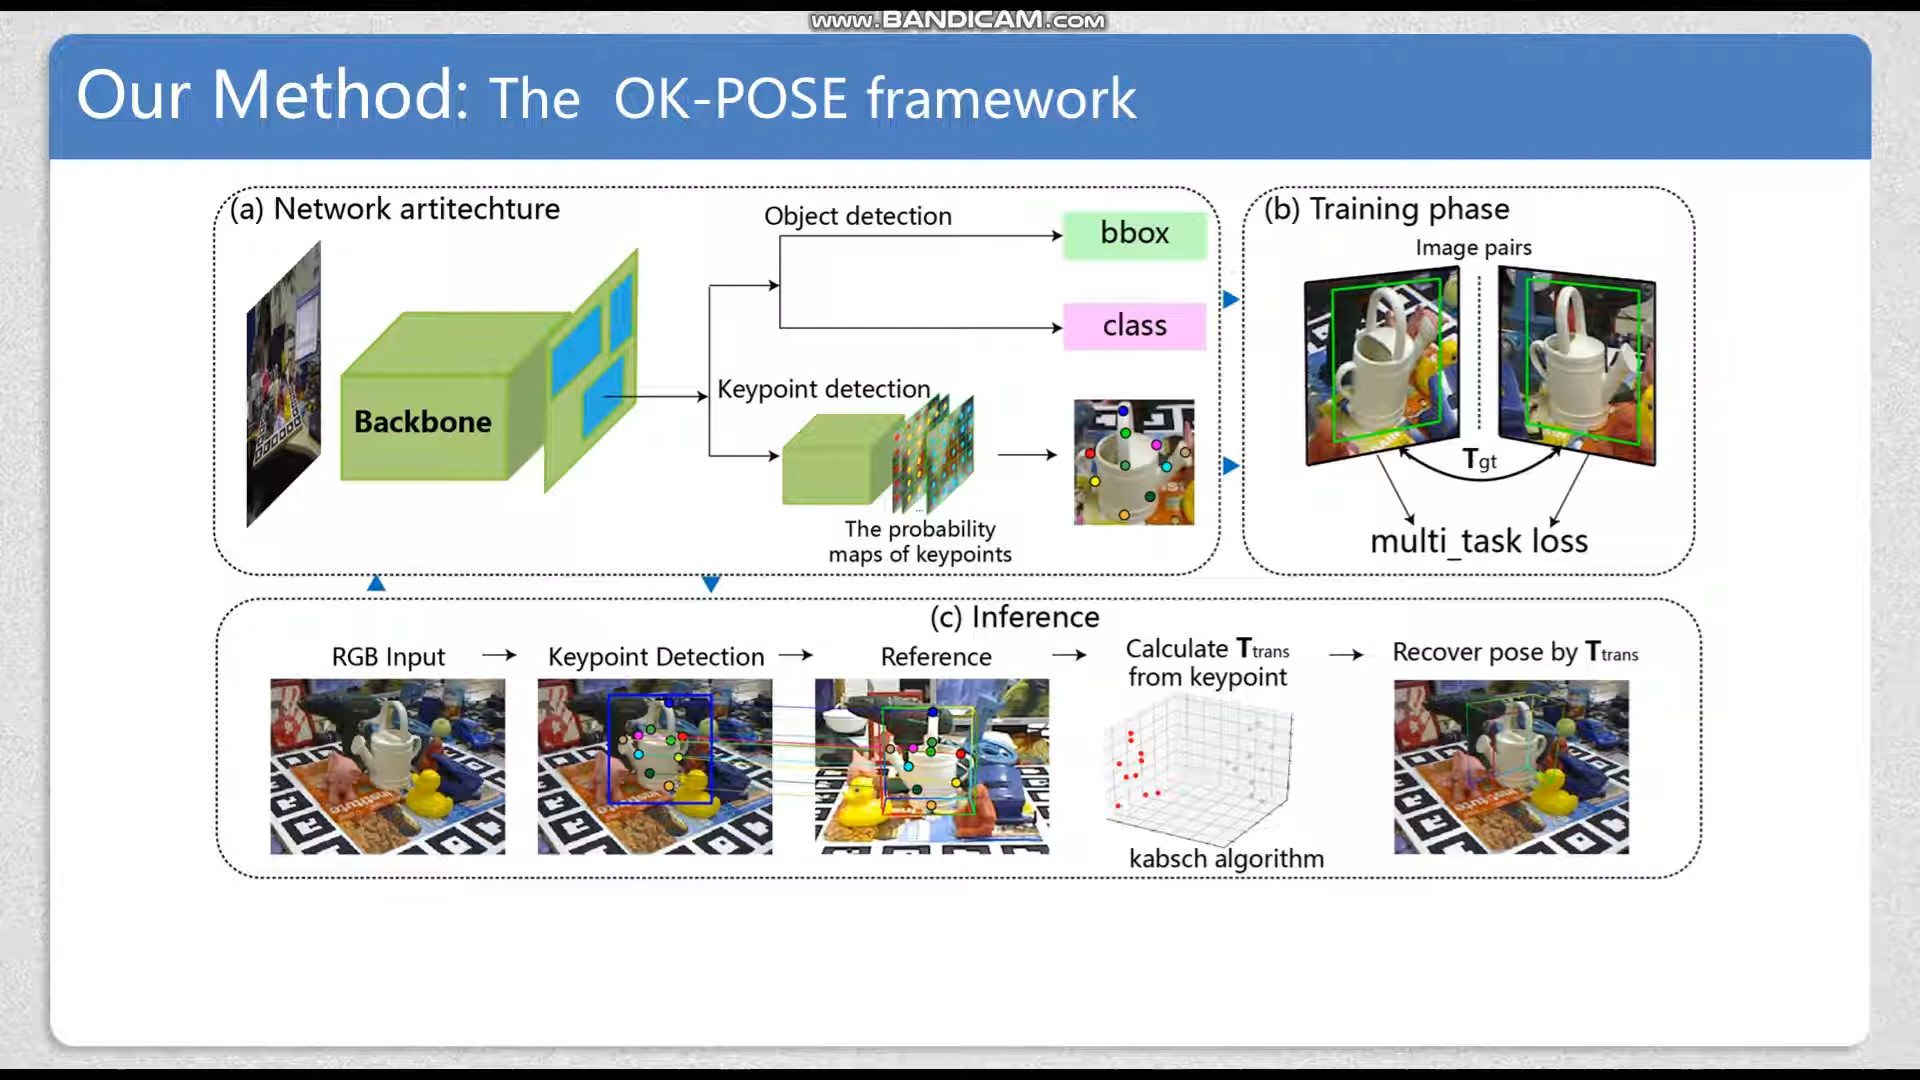 www.BANDICAM.com
Our Method: The OK-POSE framework
(a) Network artitechture
Object detection
bbox
class
Backbone
Keypoint detection
The probability
maps of keypoints
(b) Training phase
Image pairs
Tgt
multi_task loss
(c) Inference
RGB Input
Keypoint Detection
Reference
Calculate Ttrans
from keypoint
kabsch algorithm
Recover pose by Ttrans